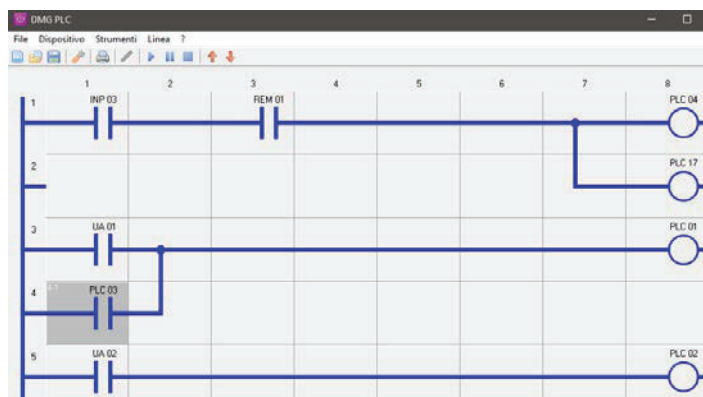 DMG PLC
File Dispositivo Strumenti Linea ?
1 2 3 4 5 6 7 8
1 INP 03 REM 01 PLC 04
2 PLC 17
3 UA 01 PLC 01
4 PLC 03
5 UA 02 PLC 02